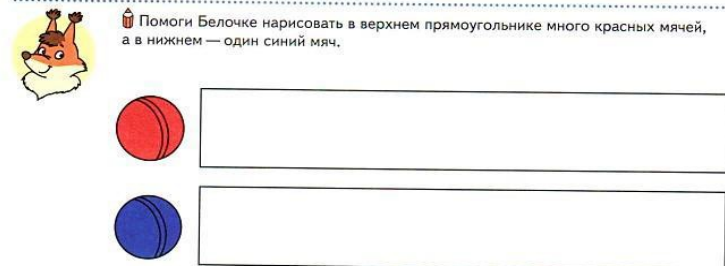 Помоги Белочке нарисовать в верхнем прямоугольнике много красных мячей,
а в нижнем — один синий мяч.